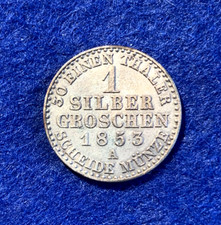 30 EINEN THALER
1
SILBER
GROSCHEN
1853
A
SCHEIDE MÜNZE